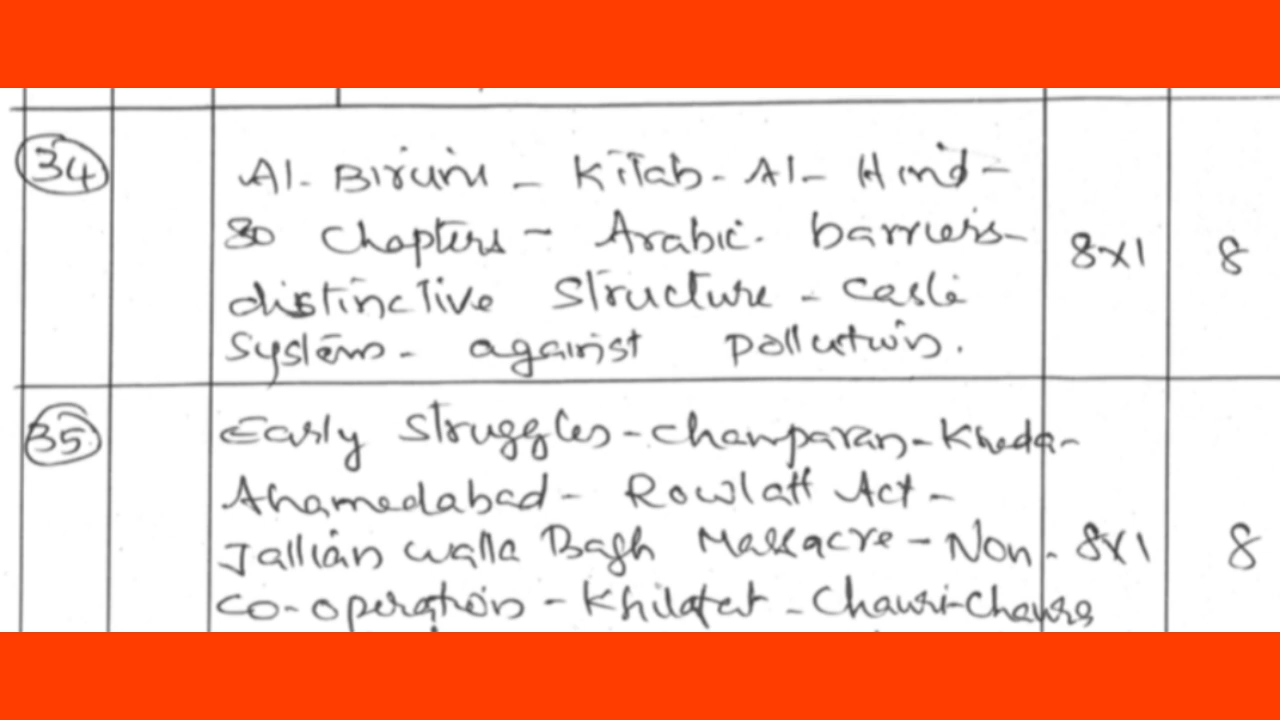 34 Al-Biruni - Kitab-Al-Hind-
80 Chapters - Arabic. barriers-
distinctive Structure - Caste 8x1 8
System - against pollution.
35 Early Struggles-Champaran-Kheda-
Ahamedabad - Rowlatt Act -
Jallian walla Bagh Massacre - Non- 8x1 8
co-operation - Khilafat - Chauri-Chaura